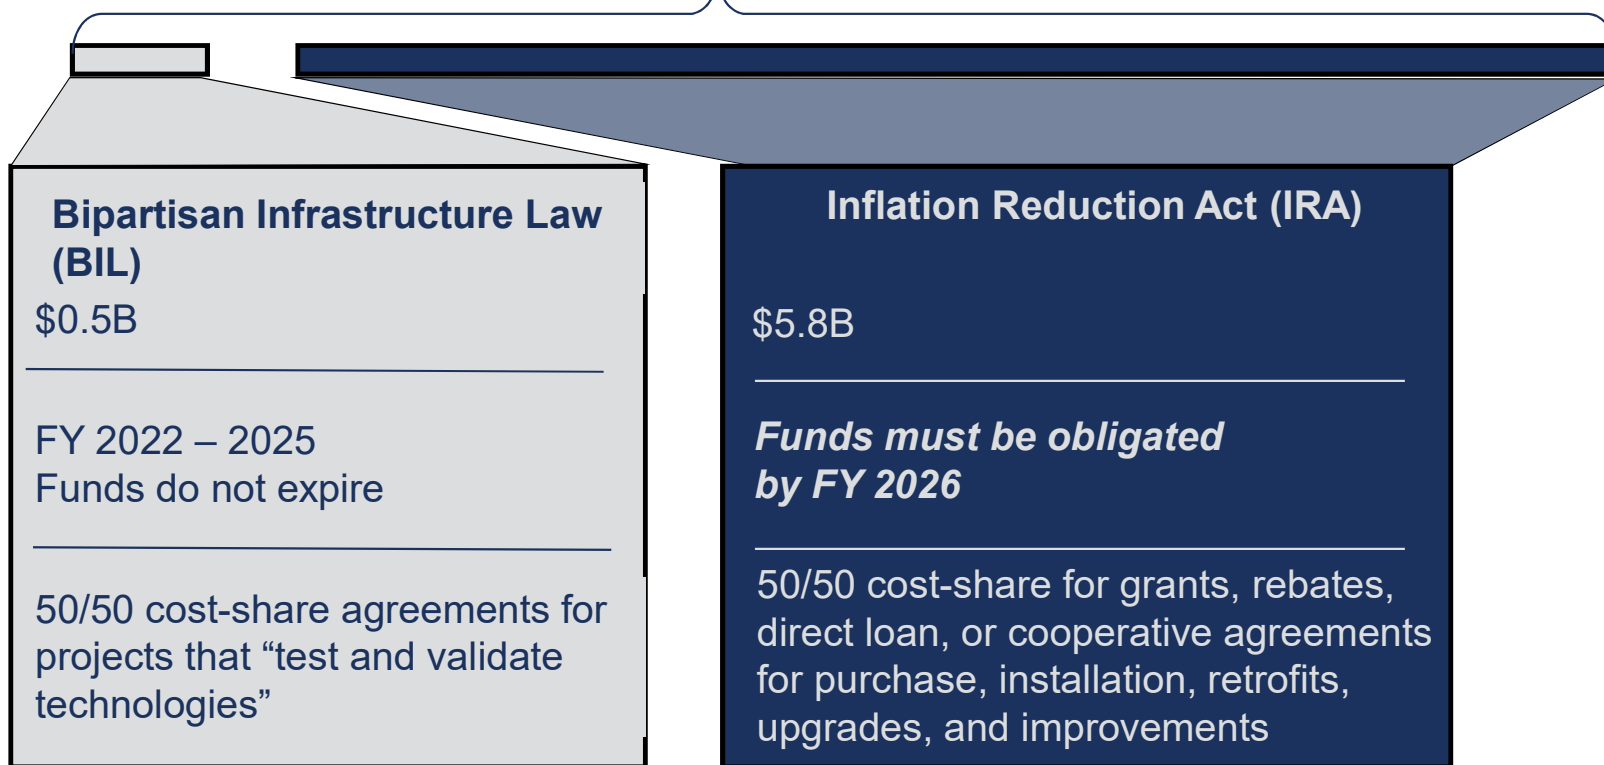 Bipartisan Infrastructure Law
(BIL)
$0.5B
FY 2022 – 2025
Funds do not expire
50/50 cost-share agreements for
projects that “test and validate
technologies”
Inflation Reduction Act (IRA)
$5.8B
Funds must be obligated
by FY 2026
50/50 cost-share for grants, rebates,
direct loan, or cooperative agreements
for purchase, installation, retrofits,
upgrades, and improvements